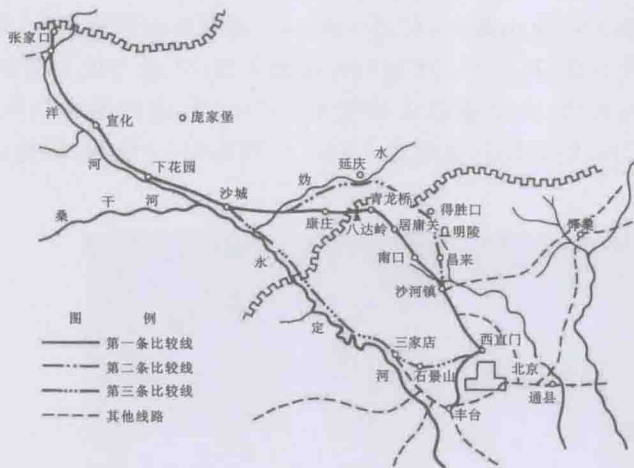 张家口
洋
河
宣化
庞家堡
下花园
桑干河
沙城
妫水
延庆
青龙桥
康庄
八达岭
居庸关
得胜口
明陵
南口
昌来
沙河镇
怀柔
永定河
三家店
石景山
西直门
北京
通县
丰台
图 例
第一条比较线
第二条比较线
第三条比较线
其他线路